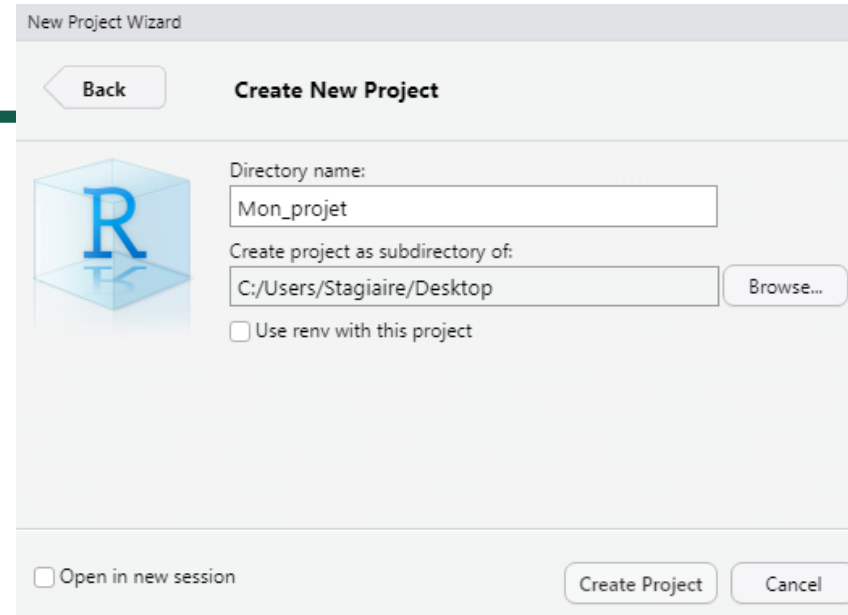 New Project Wizard
Back
Create New Project
R
Directory name:
Mon_projet
Create project as subdirectory of:
C:/Users/Stagiaire/Desktop
Browse...
Use renv with this project
Open in new session
Create Project
Cancel